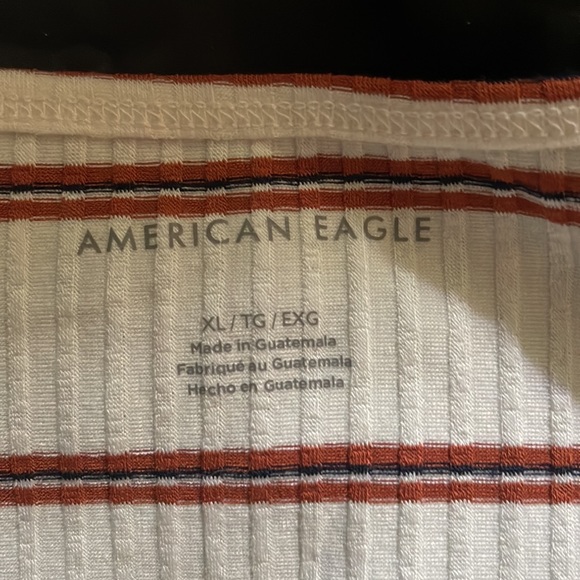 AMERICAN EAGLE
XL / TG / EXG
Made in Guatemala
Fabriqué au Guatemala
Hecho en Guatemala